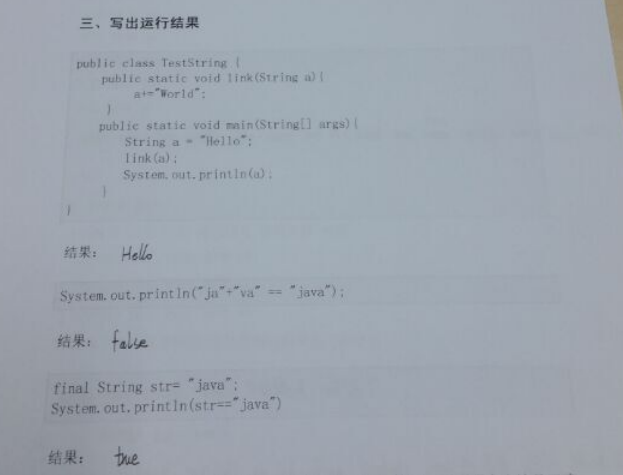 三、写出运行结果
public class TestString {
public static void link(String a){
a+="World";
}
public static void main(String[] args){
String a = "Hello";
link(a);
System.out.println(a);
}
}
结果： Hello
System.out.println("ja"+"va" == "java");
结果： false
final String str= "java";
System.out.println(str=="java")
结果： true